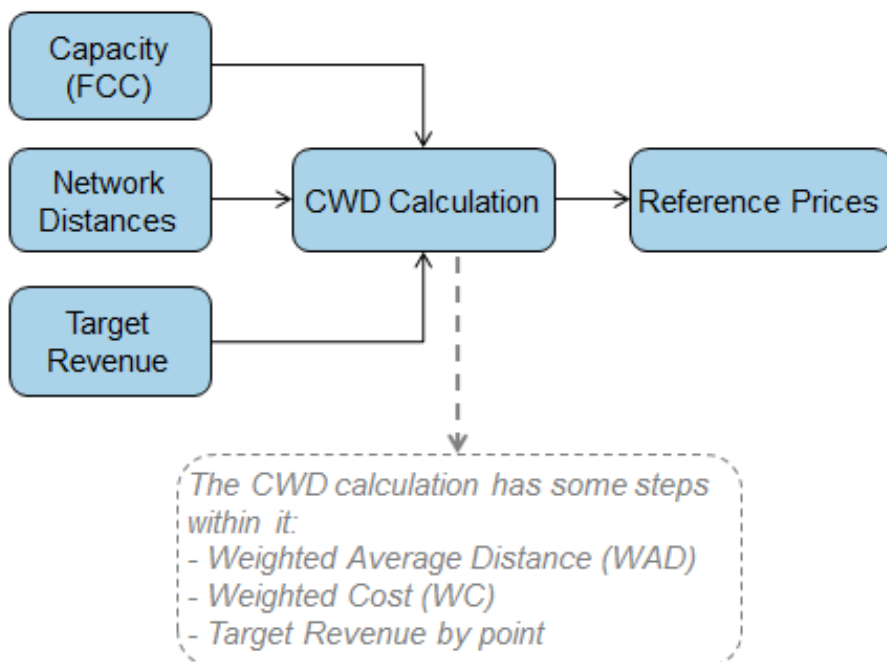 Capacity
(FCC)
Network
Distances
CWD Calculation
Reference Prices
Target
Revenue
The CWD calculation has some steps
within it:
- Weighted Average Distance (WAD)
- Weighted Cost (WC)
- Target Revenue by point